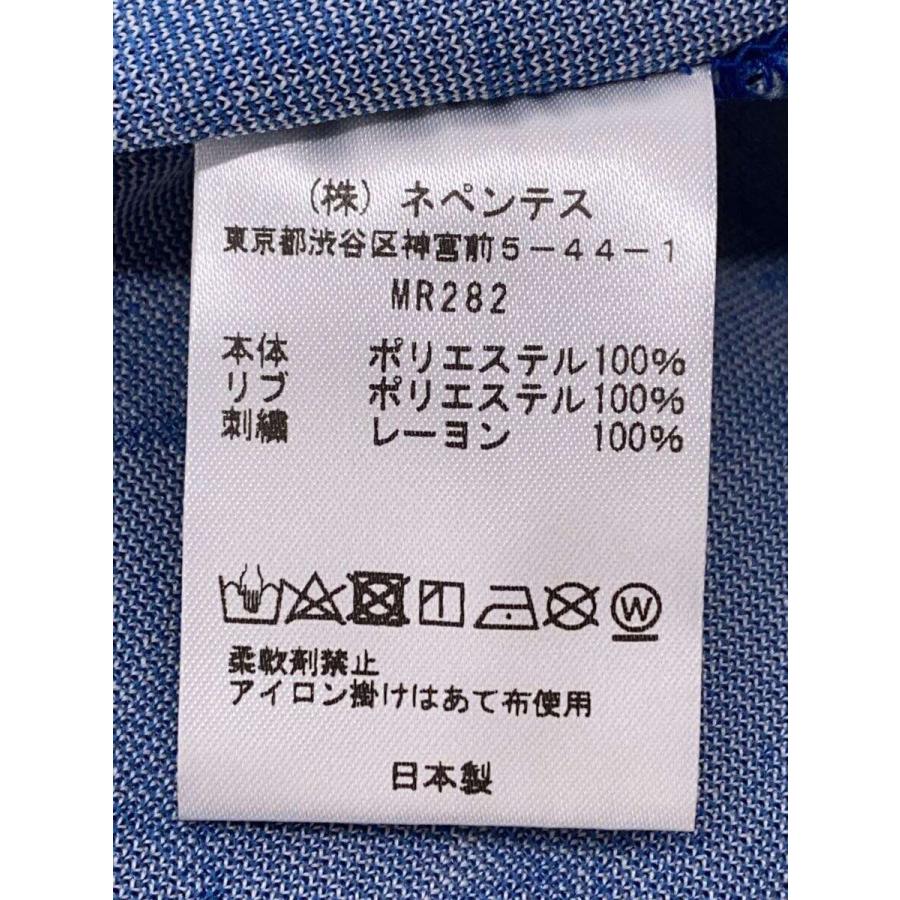 (株) ネペンテス
東京都渋谷区神宮前5-44-1
MR282
本体 ポリエステル100%
リブ ポリエステル100%
刺繍 レーヨン 100%
W
柔軟剤禁止
アイロン掛けはあて布使用
日本製